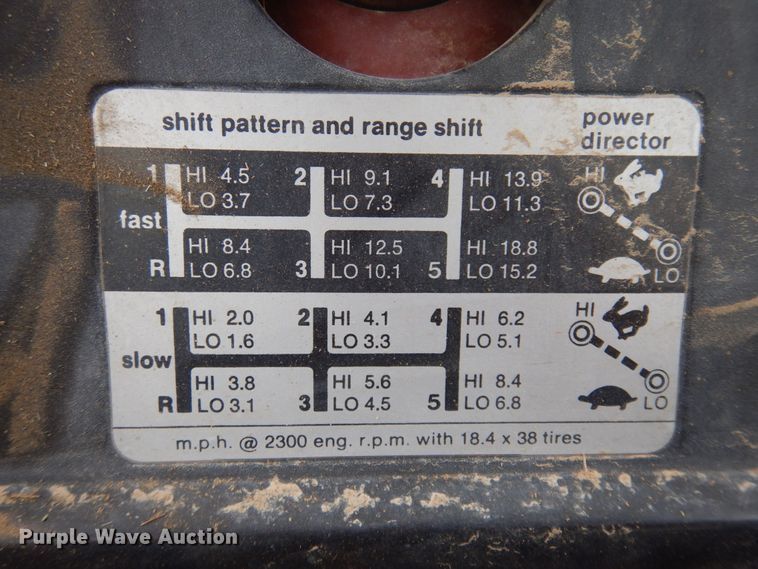 shift pattern and range shift power director
1 HI 4.5 2 HI 9.1 4 HI 13.9 HI
LO 3.7 LO 7.3 LO 11.3
fast
HI 8.4 HI 12.5 HI 18.8
R LO 6.8 3 LO 10.1 5 LO 15.2 LO
1 HI 2.0 2 HI 4.1 4 HI 6.2 HI
LO 1.6 LO 3.3 LO 5.1
slow
HI 3.8 HI 5.6 HI 8.4
R LO 3.1 3 LO 4.5 5 LO 6.8 LO
m.p.h. @ 2300 eng. r.p.m. with 18.4 x 38 tires
Purple Wave Auction